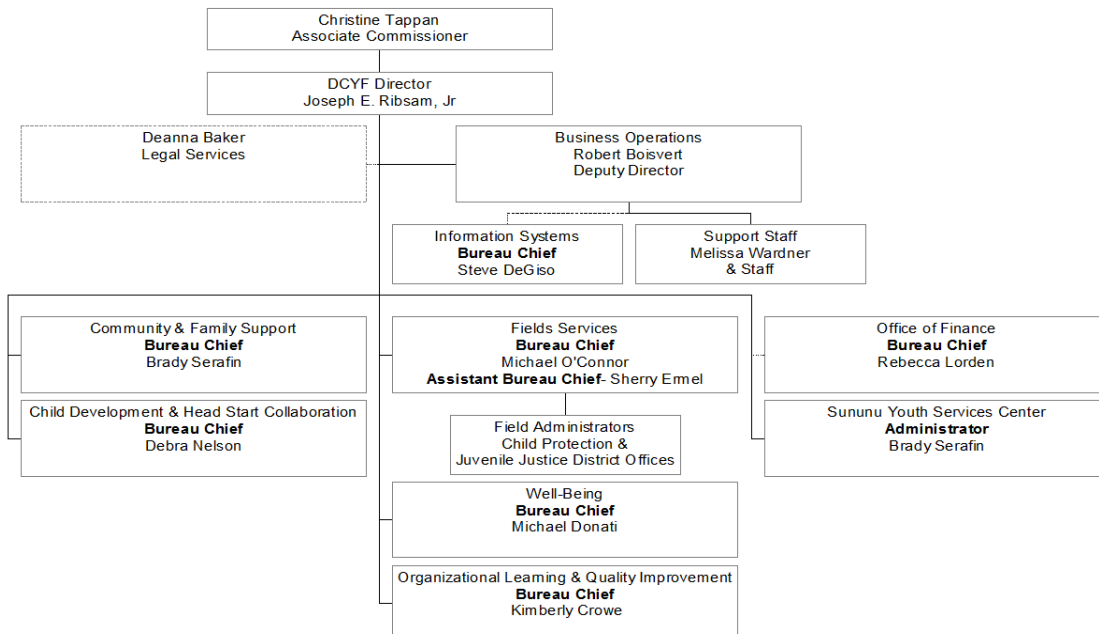 Christine Tappan
Associate Commissioner
DCYF Director
Joseph E. Ribsam, Jr
Deanna Baker
Legal Services
Business Operations
Robert Boisvert
Deputy Director
Information Systems
Bureau Chief
Steve DeGiso
Support Staff
Melissa Wardner
& Staff
Community & Family Support
Bureau Chief
Brady Serafin
Fields Services
Bureau Chief
Michael O'Connor
Assistant Bureau Chief- Sherry Ermel
Office of Finance
Bureau Chief
Rebecca Lorden
Child Development & Head Start Collaboration
Bureau Chief
Debra Nelson
Field Administrators
Child Protection &
Juvenile Justice District Offices
Sununu Youth Services Center
Administrator
Brady Serafin
Well-Being
Bureau Chief
Michael Donati
Organizational Learning & Quality Improvement
Bureau Chief
Kimberly Crowe